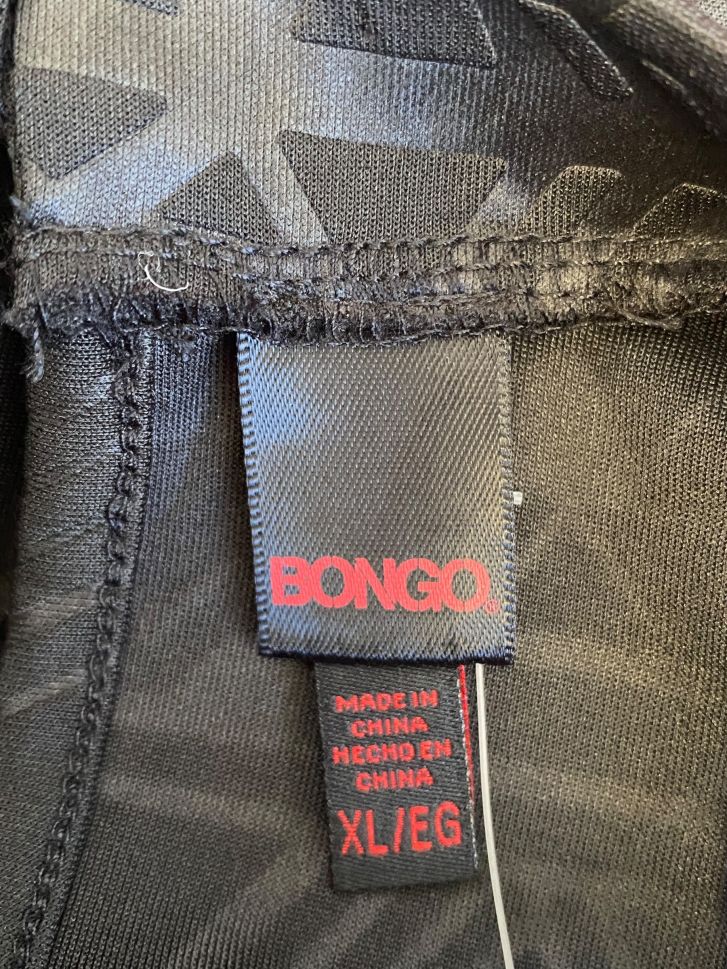 BONGO®
MADE IN
CHINA
HECHO EN
CHINA
XL/EG